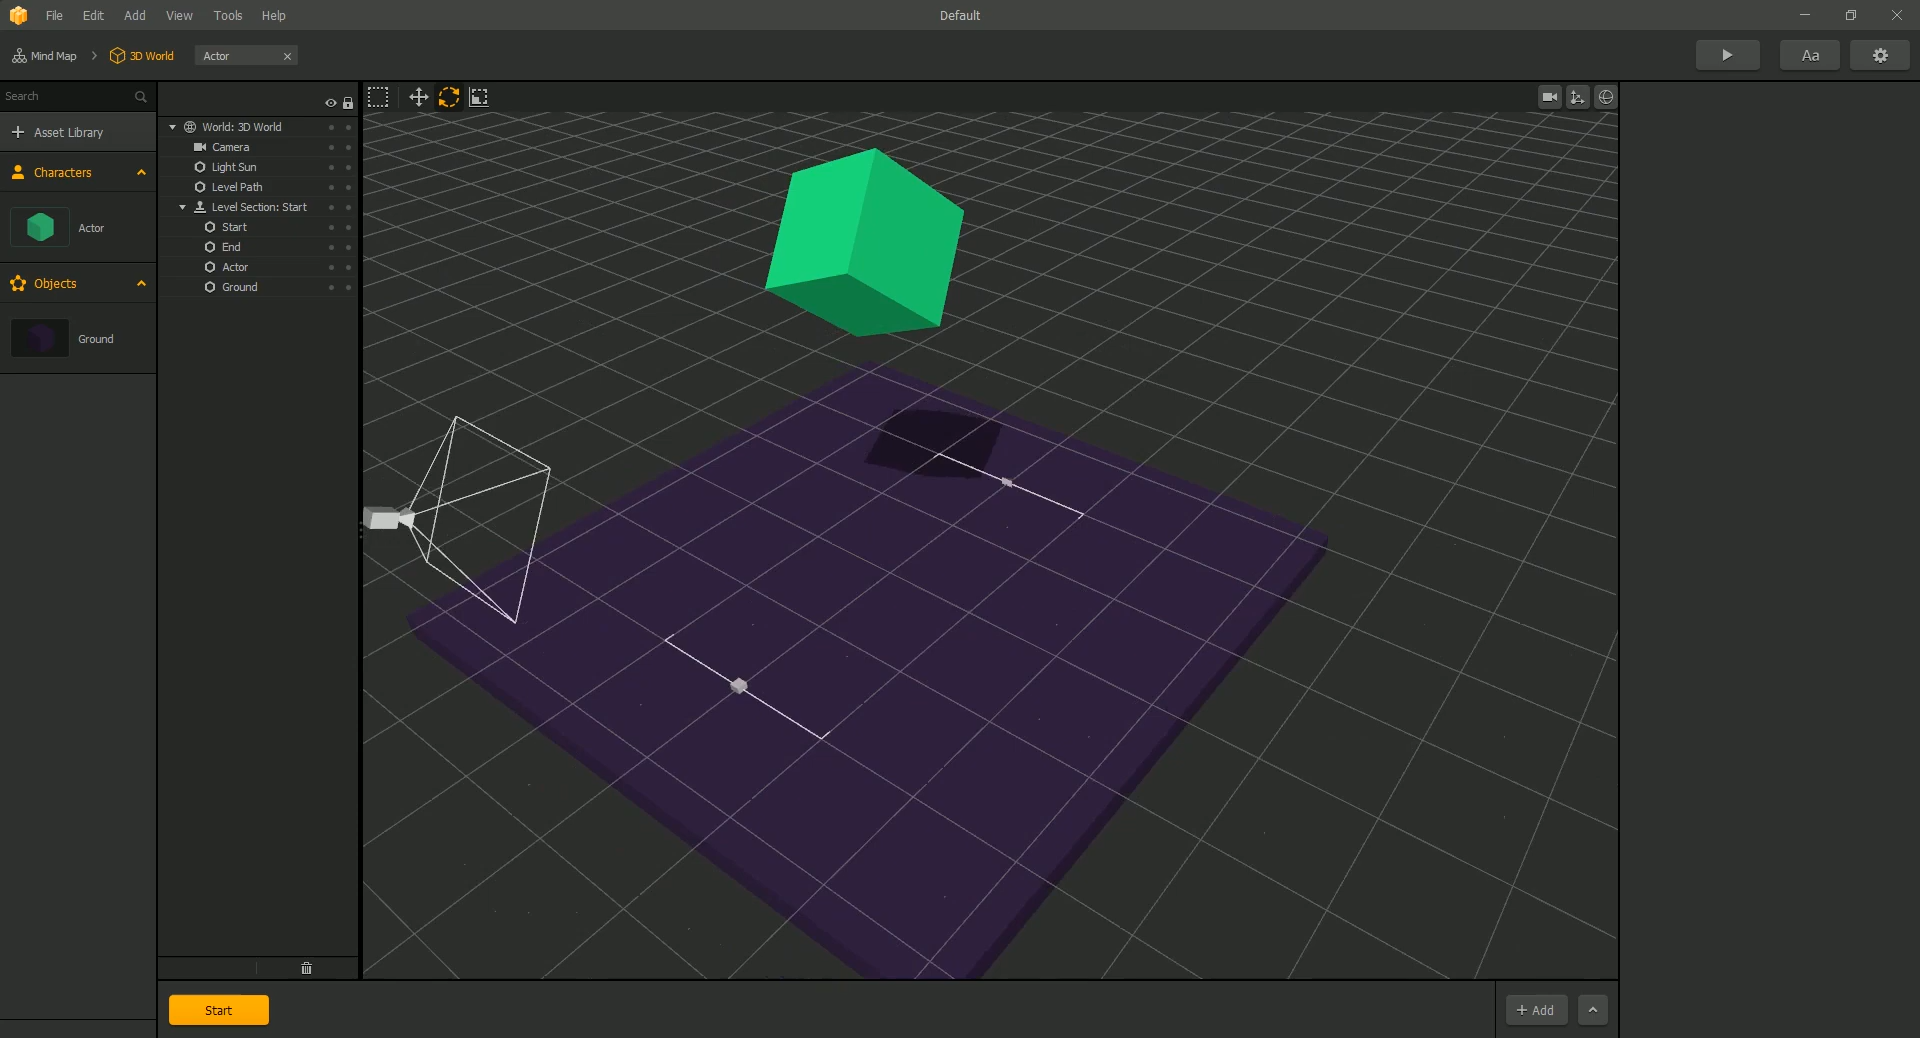 File Edit Add View Tools Help Default
Mind Map 3D World Actor Aa
Search
Asset Library
Characters
Actor
Objects
Ground
World: 3D World
Camera
Light Sun
Level Path
Level Section: Start
Start
End
Actor
Ground
Start
Add